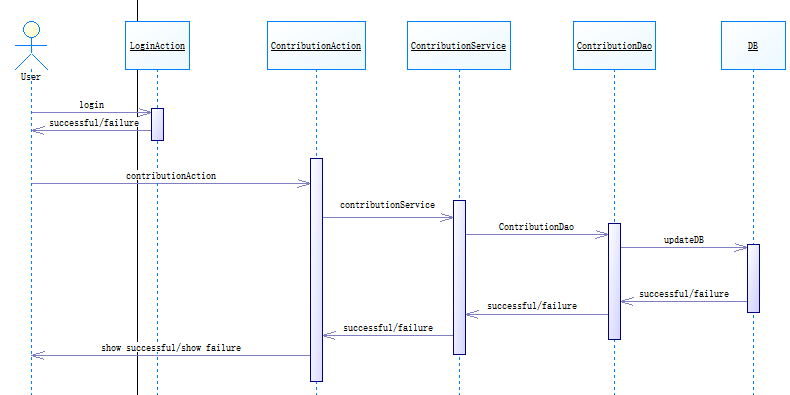 LoginAction
ContributionAction
ContributionService
ContributionDao
DB
User
login
successful/failure
contributionAction
contributionService
ContributionDao
updateDB
successful/failure
successful/failure
successful/failure
show successful/show failure